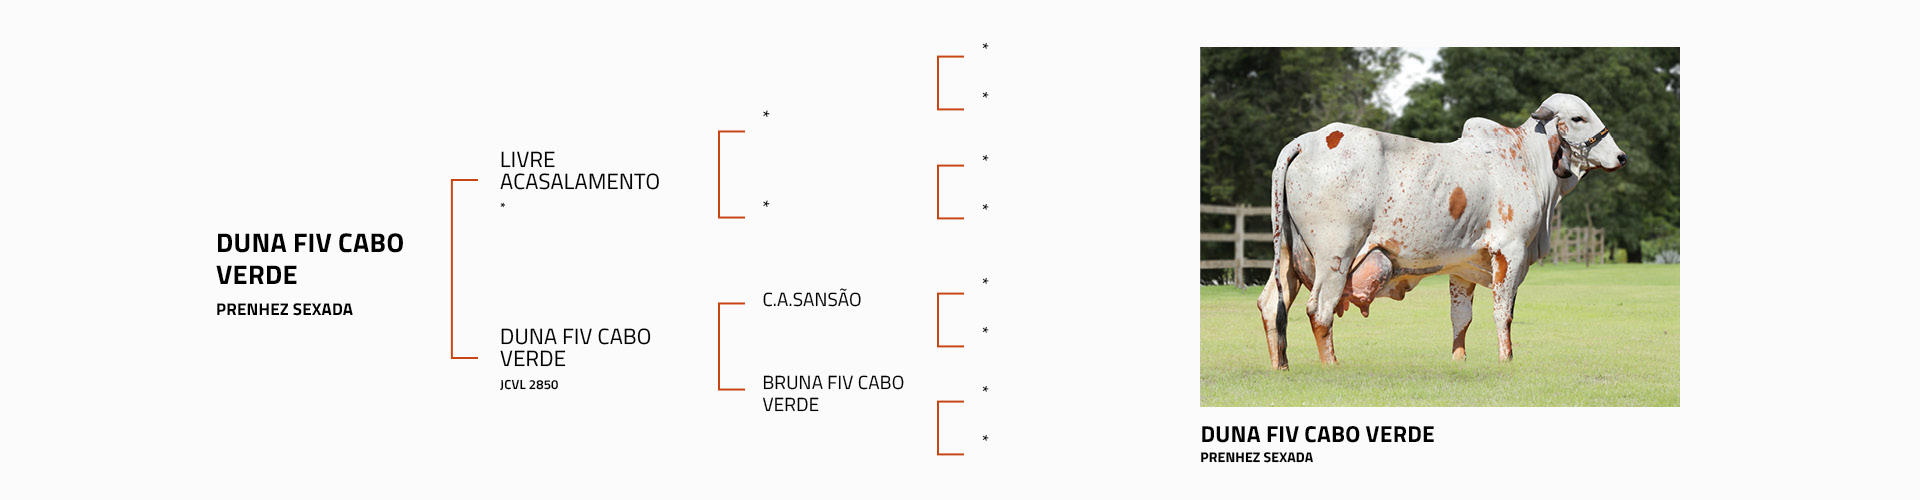 DUNA FIV CABO
VERDE
PRENHEZ SEXADA
LIVRE
ACASALAMENTO
*
DUNA FIV CABO
VERDE
JCVL 2850
*
*
C.A.SANSÃO
BRUNA FIV CABO
VERDE
*
*
*
*
*
*
*
*
DUNA FIV CABO VERDE
PRENHEZ SEXADA